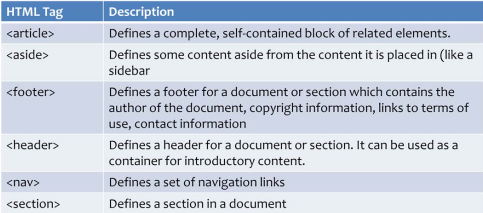 HTML Tag Description
<article> Defines a complete, self-contained block of related elements.
<aside> Defines some content aside from the content it is placed in (like a
sidebar
<footer> Defines a footer for a document or section which contains the
author of the document, copyright information, links to terms of
use, contact information
<header> Defines a header for a document or section. It can be used as a
container for introductory content.
<nav> Defines a set of navigation links
<section> Defines a section in a document